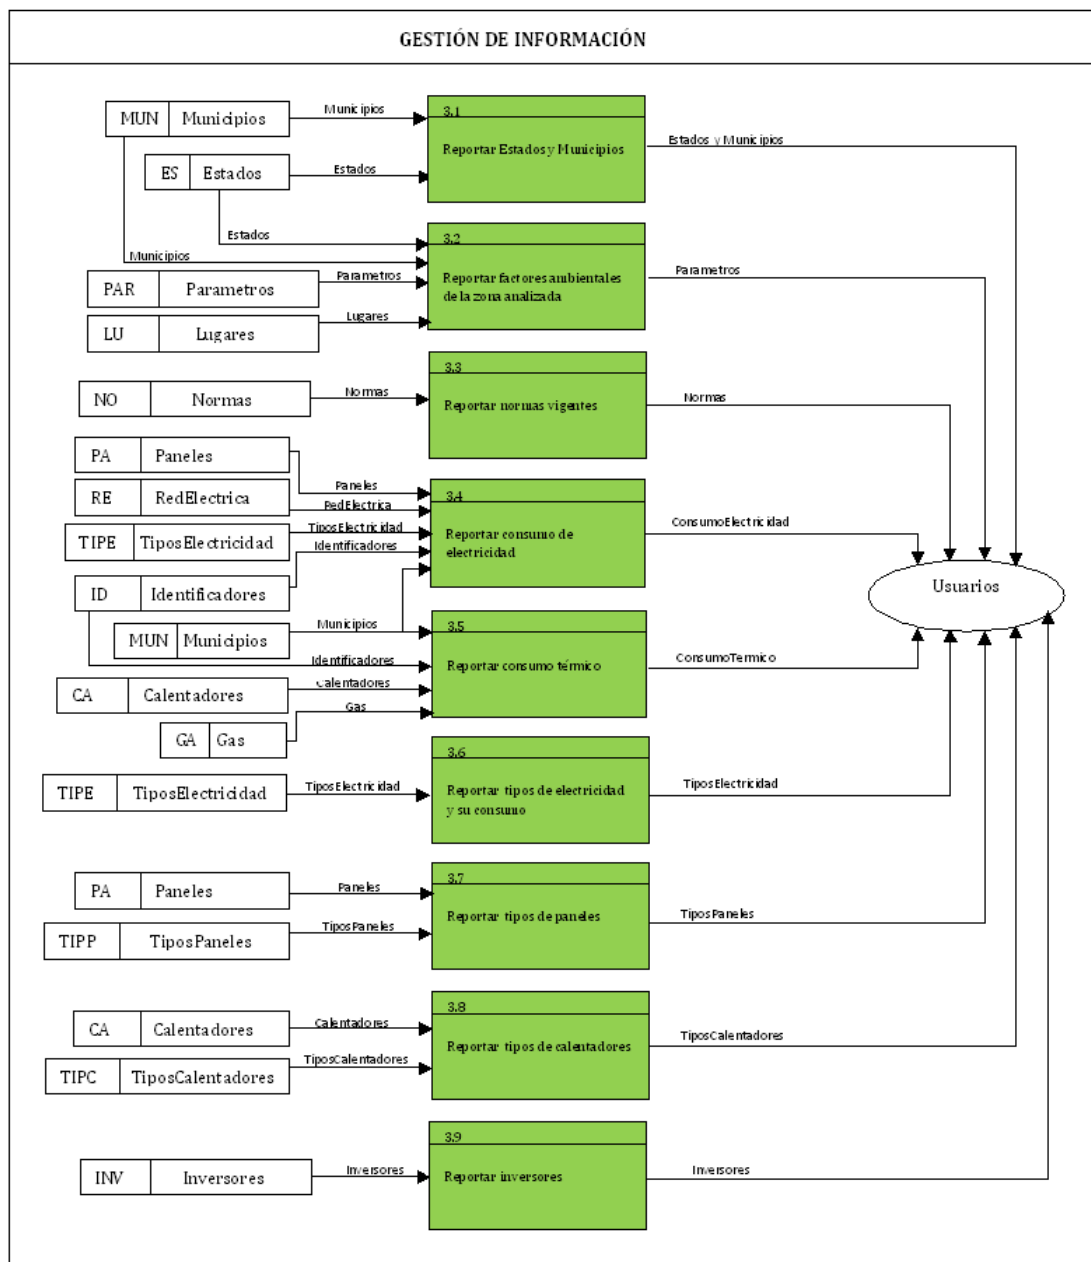 GESTIÓN DE INFORMACIÓN
MUN Municipios
Municipios
3.1
Reportar Estados y Municipios
Estados y Municipios
ES Estados
Estados
Estados
Municipios
3.2
Reportar factores ambientales
de la zona analizada
Parametros
PAR Parametros
Parametros
LU Lugares
Lugares
3.3
Reportar normas vigentes
Normas
NO Normas
Normas
PA Paneles
Paneles
RE RedElectrica
RedElectrica
TIPE TiposElectricidad
TiposElectricidad
ID Identificadores
Identificadores
3.4
Reportar consumo de
electricidad
ConsumoElectricidad
Usuarios
MUN Municipios
Municipios
Identificadores
3.5
Reportar consumo térmico
ConsumoTermico
CA Calentadores
Calentadores
GA Gas
Gas
3.6
Reportar tipos de electricidad
y su consumo
TiposElectricidad
TIPE TiposElectricidad
TiposElectricidad
PA Paneles
Paneles
3.7
Reportar tipos de paneles
TiposPaneles
TIPP TiposPaneles
TiposPaneles
CA Calentadores
Calentadores
3.8
Reportar tipos de calentadores
TiposCalentadores
TIPC TiposCalentadores
TiposCalentadores
3.9
Reportar inversores
Inversores
INV Inversores
Inversores